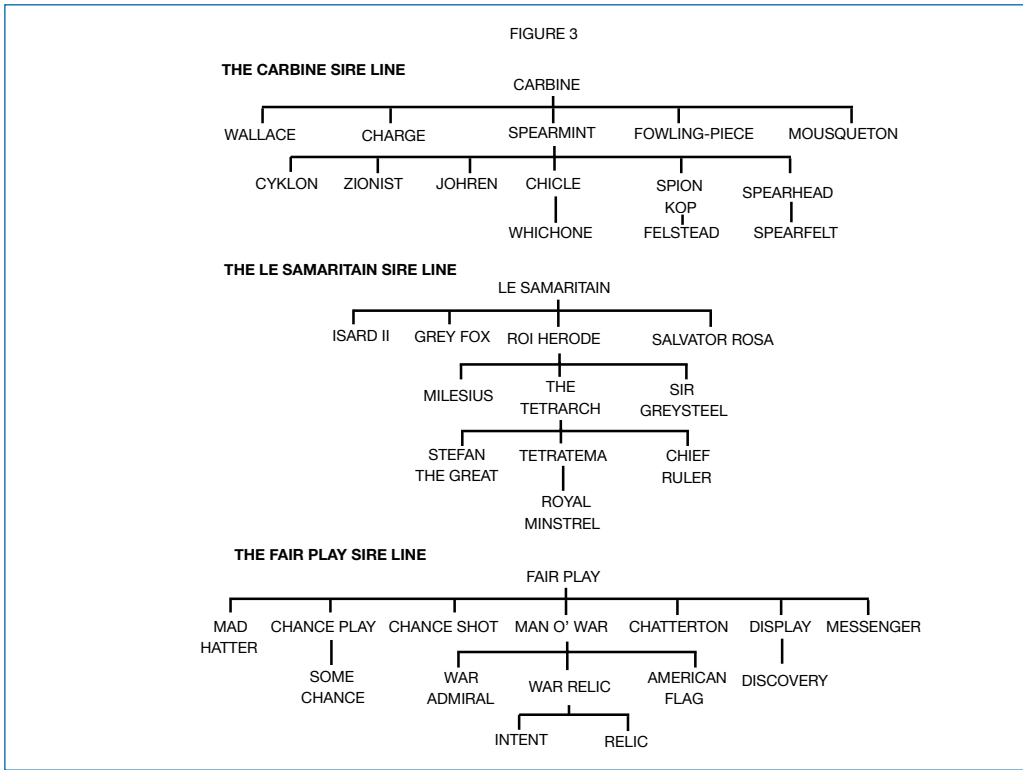 FIGURE 3
THE CARBINE SIRE LINE
CARBINE
WALLACE CHARGE SPEARMINT FOWLING-PIECE MOUSQUETON
CYKLON ZIONIST JOHREN CHICLE SPION KOP SPEARHEAD
WHICHONE FELSTEAD SPEARFELT
THE LE SAMARITAIN SIRE LINE
LE SAMARITAIN
ISARD II GREY FOX ROI HERODE SALVATOR ROSA
MILESIUS THE TETRARCH SIR GREYSTEEL
STEFAN THE GREAT TETRATEMA CHIEF RULER
ROYAL MINSTREL
THE FAIR PLAY SIRE LINE
FAIR PLAY
MAD HATTER CHANCE PLAY CHANCE SHOT MAN O' WAR CHATTERTON DISPLAY MESSENGER
SOME CHANCE WAR ADMIRAL WAR RELIC AMERICAN FLAG DISCOVERY
INTENT RELIC